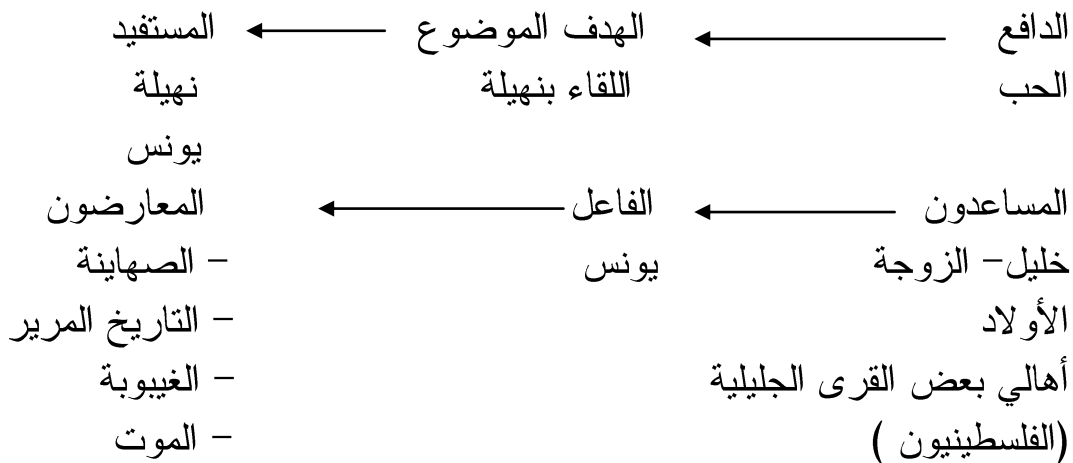 الدافع الهدف الموضوع المستفيد
الحب اللقاء بنهيلة نهيلة
يونس
المساعدون الفاعل المعارضون
خليل– الزوجة يونس – الصهاينة
الأولاد – التاريخ المرير
أهالي بعض القرى الجليلية – الغيبوبة
(الفلسطينيون ) – الموت